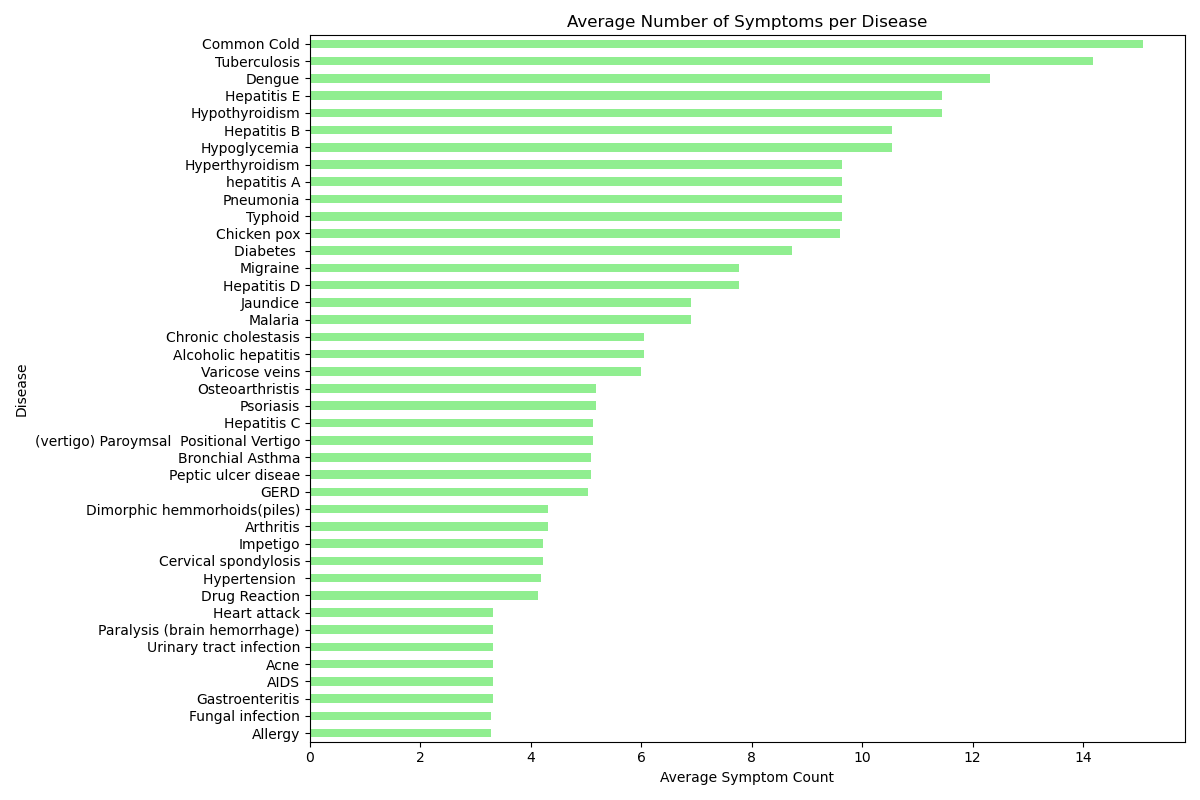 Average Number of Symptoms per Disease
Disease
Common Cold
Tuberculosis
Dengue
Hepatitis E
Hypothyroidism
Hepatitis B
Hypoglycemia
Hyperthyroidism
hepatitis A
Pneumonia
Typhoid
Chicken pox
Diabetes
Migraine
Hepatitis D
Jaundice
Malaria
Chronic cholestasis
Alcoholic hepatitis
Varicose veins
Osteoarthristis
Psoriasis
Hepatitis C
(vertigo) Paroymsal  Positional Vertigo
Bronchial Asthma
Peptic ulcer diseae
GERD
Dimorphic hemmorhoids(piles)
Arthritis
Impetigo
Cervical spondylosis
Hypertension
Drug Reaction
Heart attack
Paralysis (brain hemorrhage)
Urinary tract infection
Acne
AIDS
Gastroenteritis
Fungal infection
Allergy
0 2 4 6 8 10 12 14
Average Symptom Count